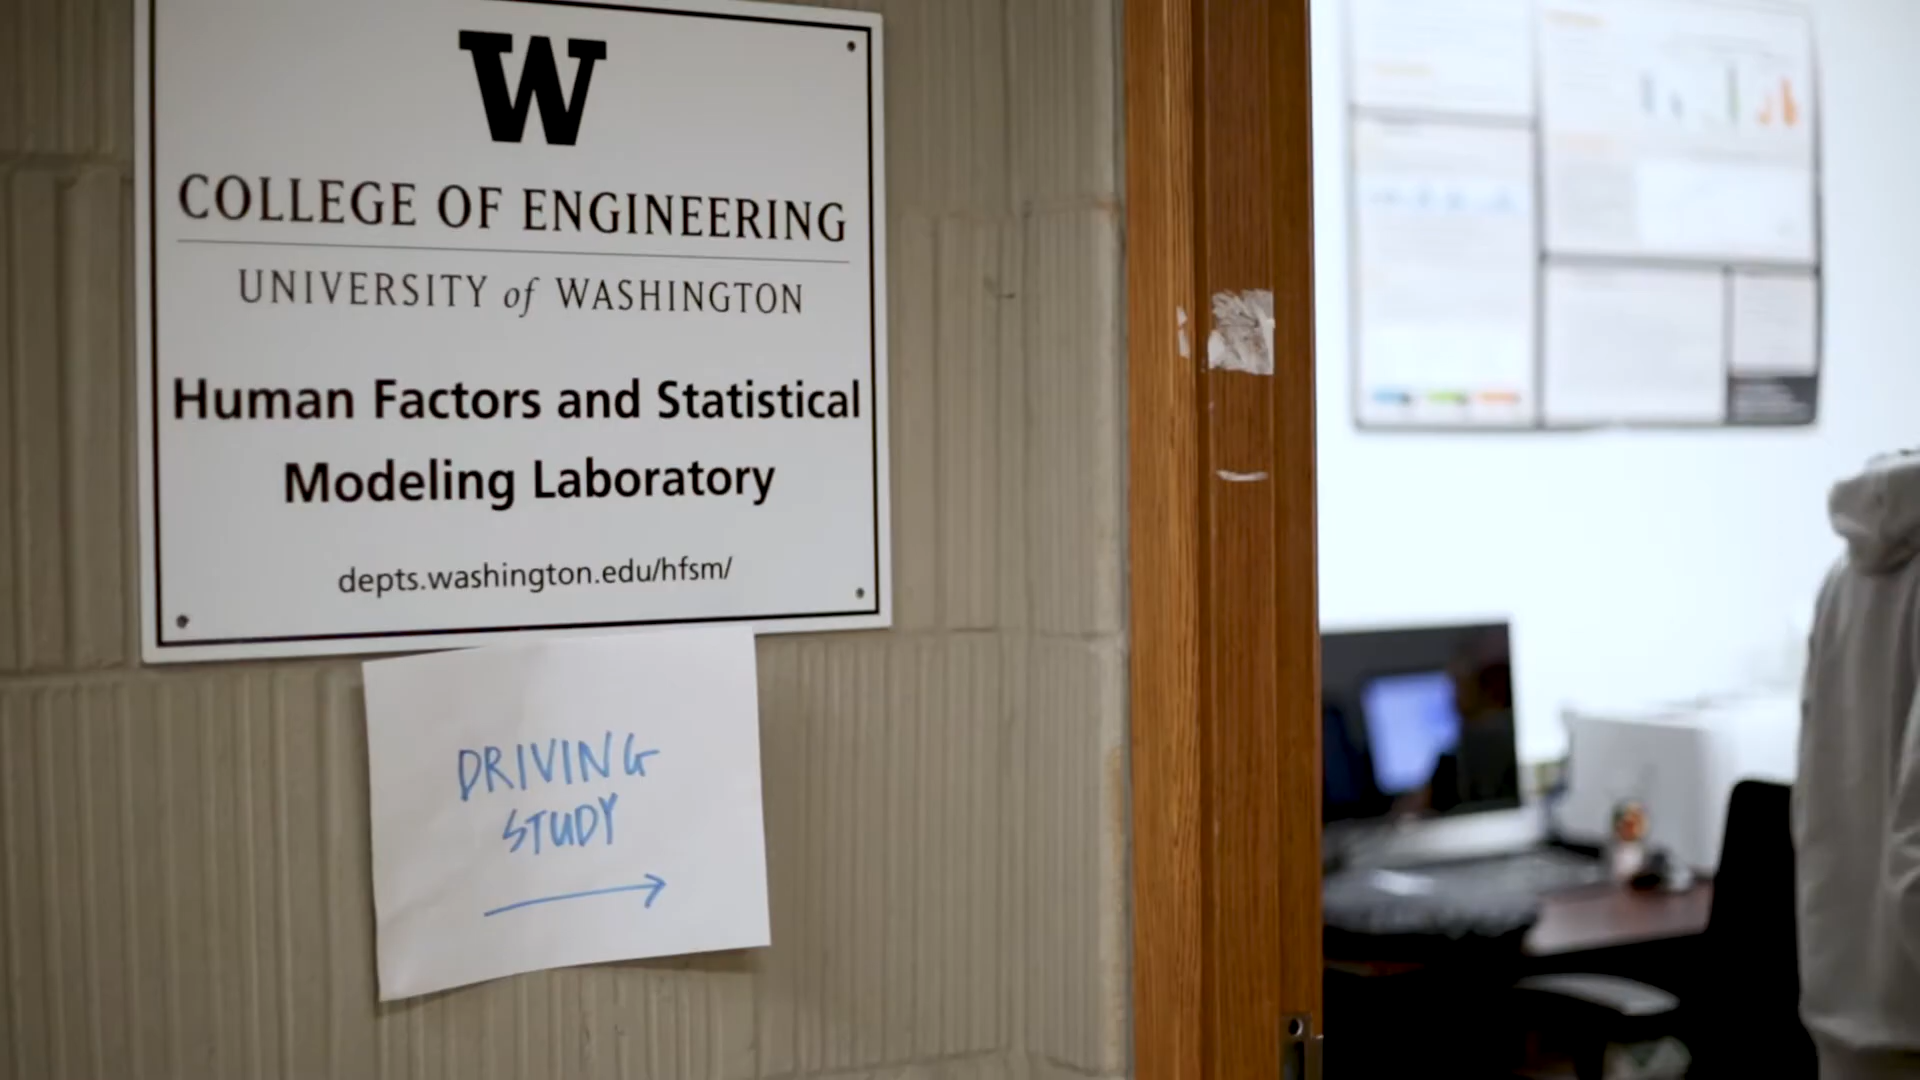 W
COLLEGE OF ENGINEERING
UNIVERSITY of WASHINGTON
Human Factors and Statistical
Modeling Laboratory
depts.washington.edu/hfsm/
DRIVING
STUDY